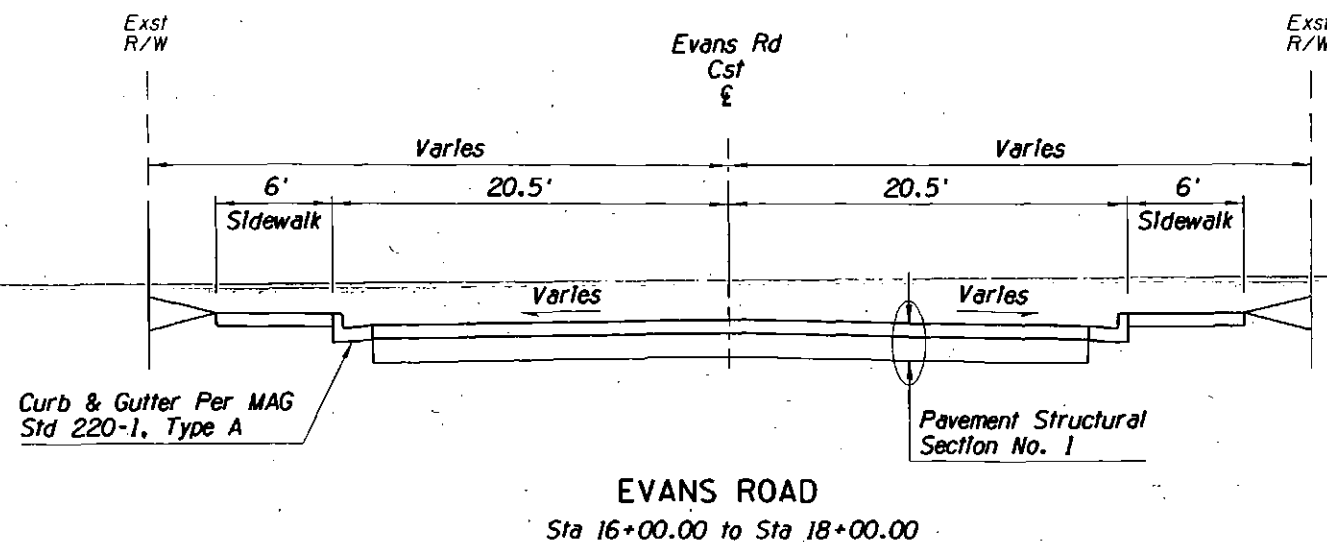 Exst
R/W
Evans Rd
Cst
℄
Exst
R/W
Varies
Varies
6'
20.5'
20.5'
6'
Sidewalk
Sidewalk
Varies
Varies
Curb & Gutter Per MAG
Std 220-1, Type A
Pavement Structural
Section No. 1
EVANS ROAD
Sta 16+00.00 to Sta 18+00.00